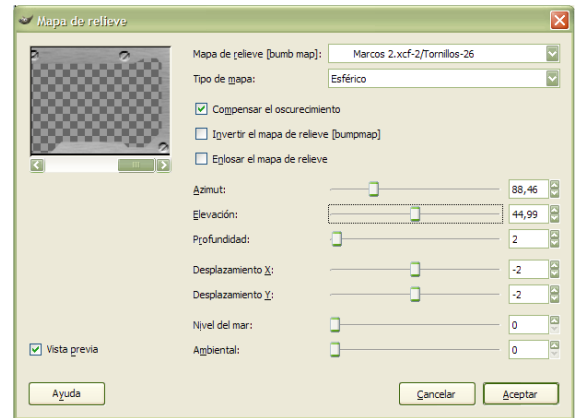 Mapa de relieve
Mapa de relieve [bumb map]: Marcos 2.xcf-2/Tornillos-26
Tipo de mapa: Esférico
Compensar el oscurecimiento
Invertir el mapa de relieve [bumpmap]
Enlosar el mapa de relieve
Azimut: 88,46
Elevación: 44,99
Profundidad: 2
Desplazamiento X: -2
Desplazamiento Y: -2
Nivel del mar: 0
Vista previa
Ambiental: 0
Ayuda
Cancelar
Aceptar